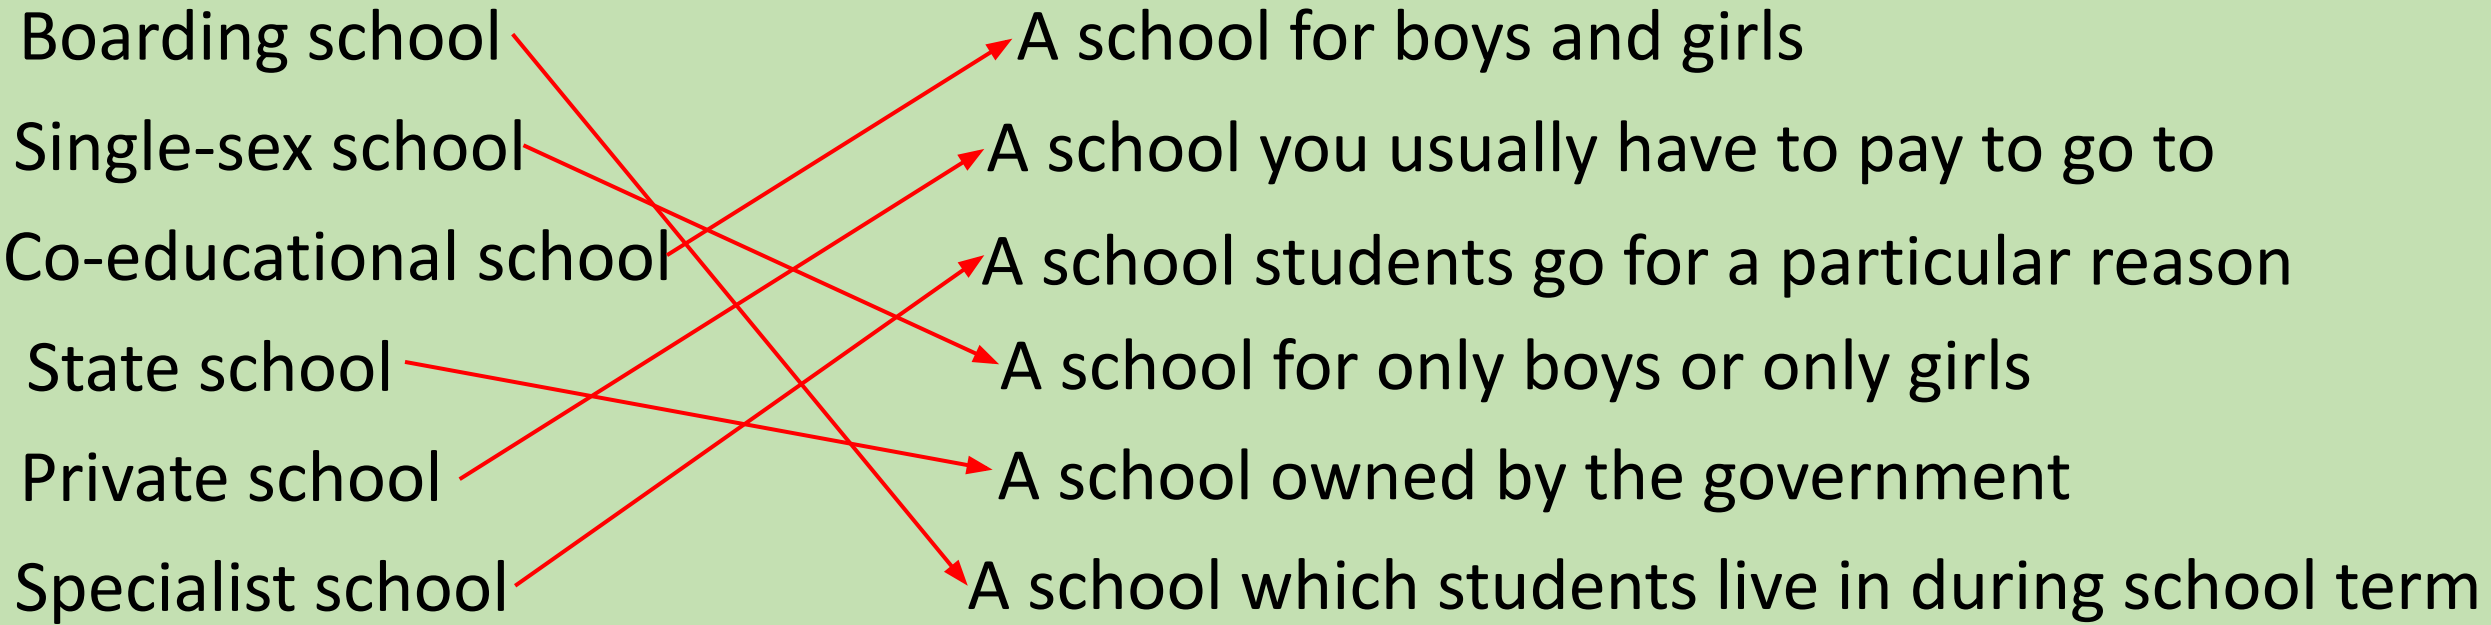 Boarding school
Single-sex school
Co-educational school
State school
Private school
Specialist school
A school for boys and girls
A school you usually have to pay to go to
A school students go for a particular reason
A school for only boys or only girls
A school owned by the government
A school which students live in during school term